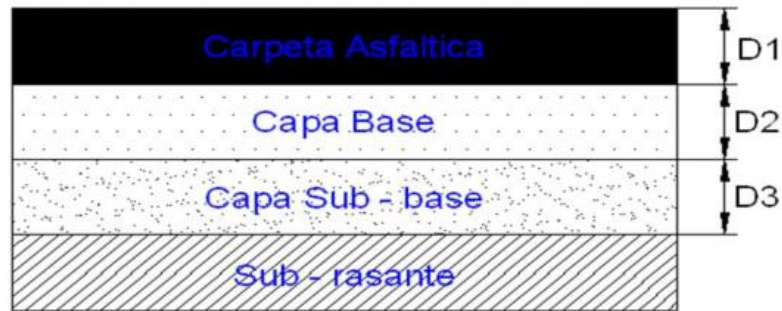 Carpeta Asfaltica
D1
Capa Base
D2
Capa Sub - base
D3
Sub - rasante